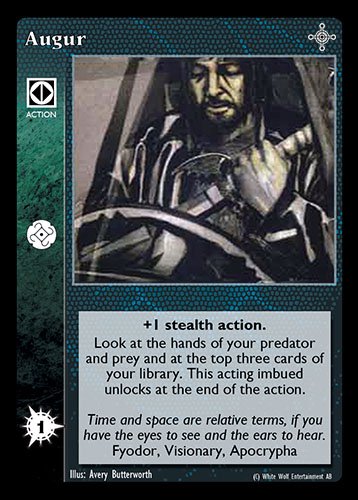 Augur
ACTION
+1 stealth action.
Look at the hands of your predator
and prey and at the top three cards of
your library. This acting imbued
unlocks at the end of the action.
Time and space are relative terms, if you
have the eyes to see and the ears to hear.
Fyodor, Visionary, Apocrypha
1
Illus: Avery Butterworth
(C) White Wolf Entertainment AB